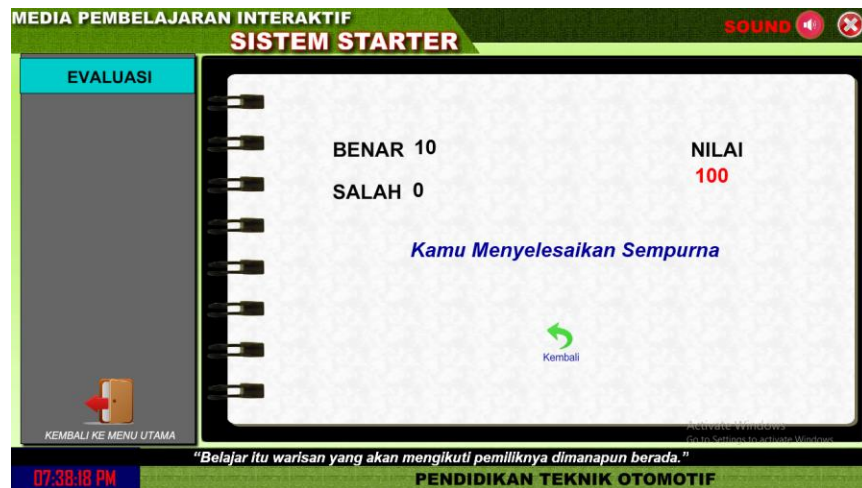 MEDIA PEMBELAJARAN INTERAKTIF
SISTEM STARTER
SOUND
EVALUASI
BENAR 10
NILAI
100
SALAH 0
Kamu Menyelesaikan Sempurna
Kembali
KEMBALI KE MENU UTAMA
Activate Windows
Go to Settings to activate Windows.
“Belajar itu warisan yang akan mengikuti pemiliknya dimanapun berada.”
07:38:18 PM
PENDIDIKAN TEKNIK OTOMOTIF